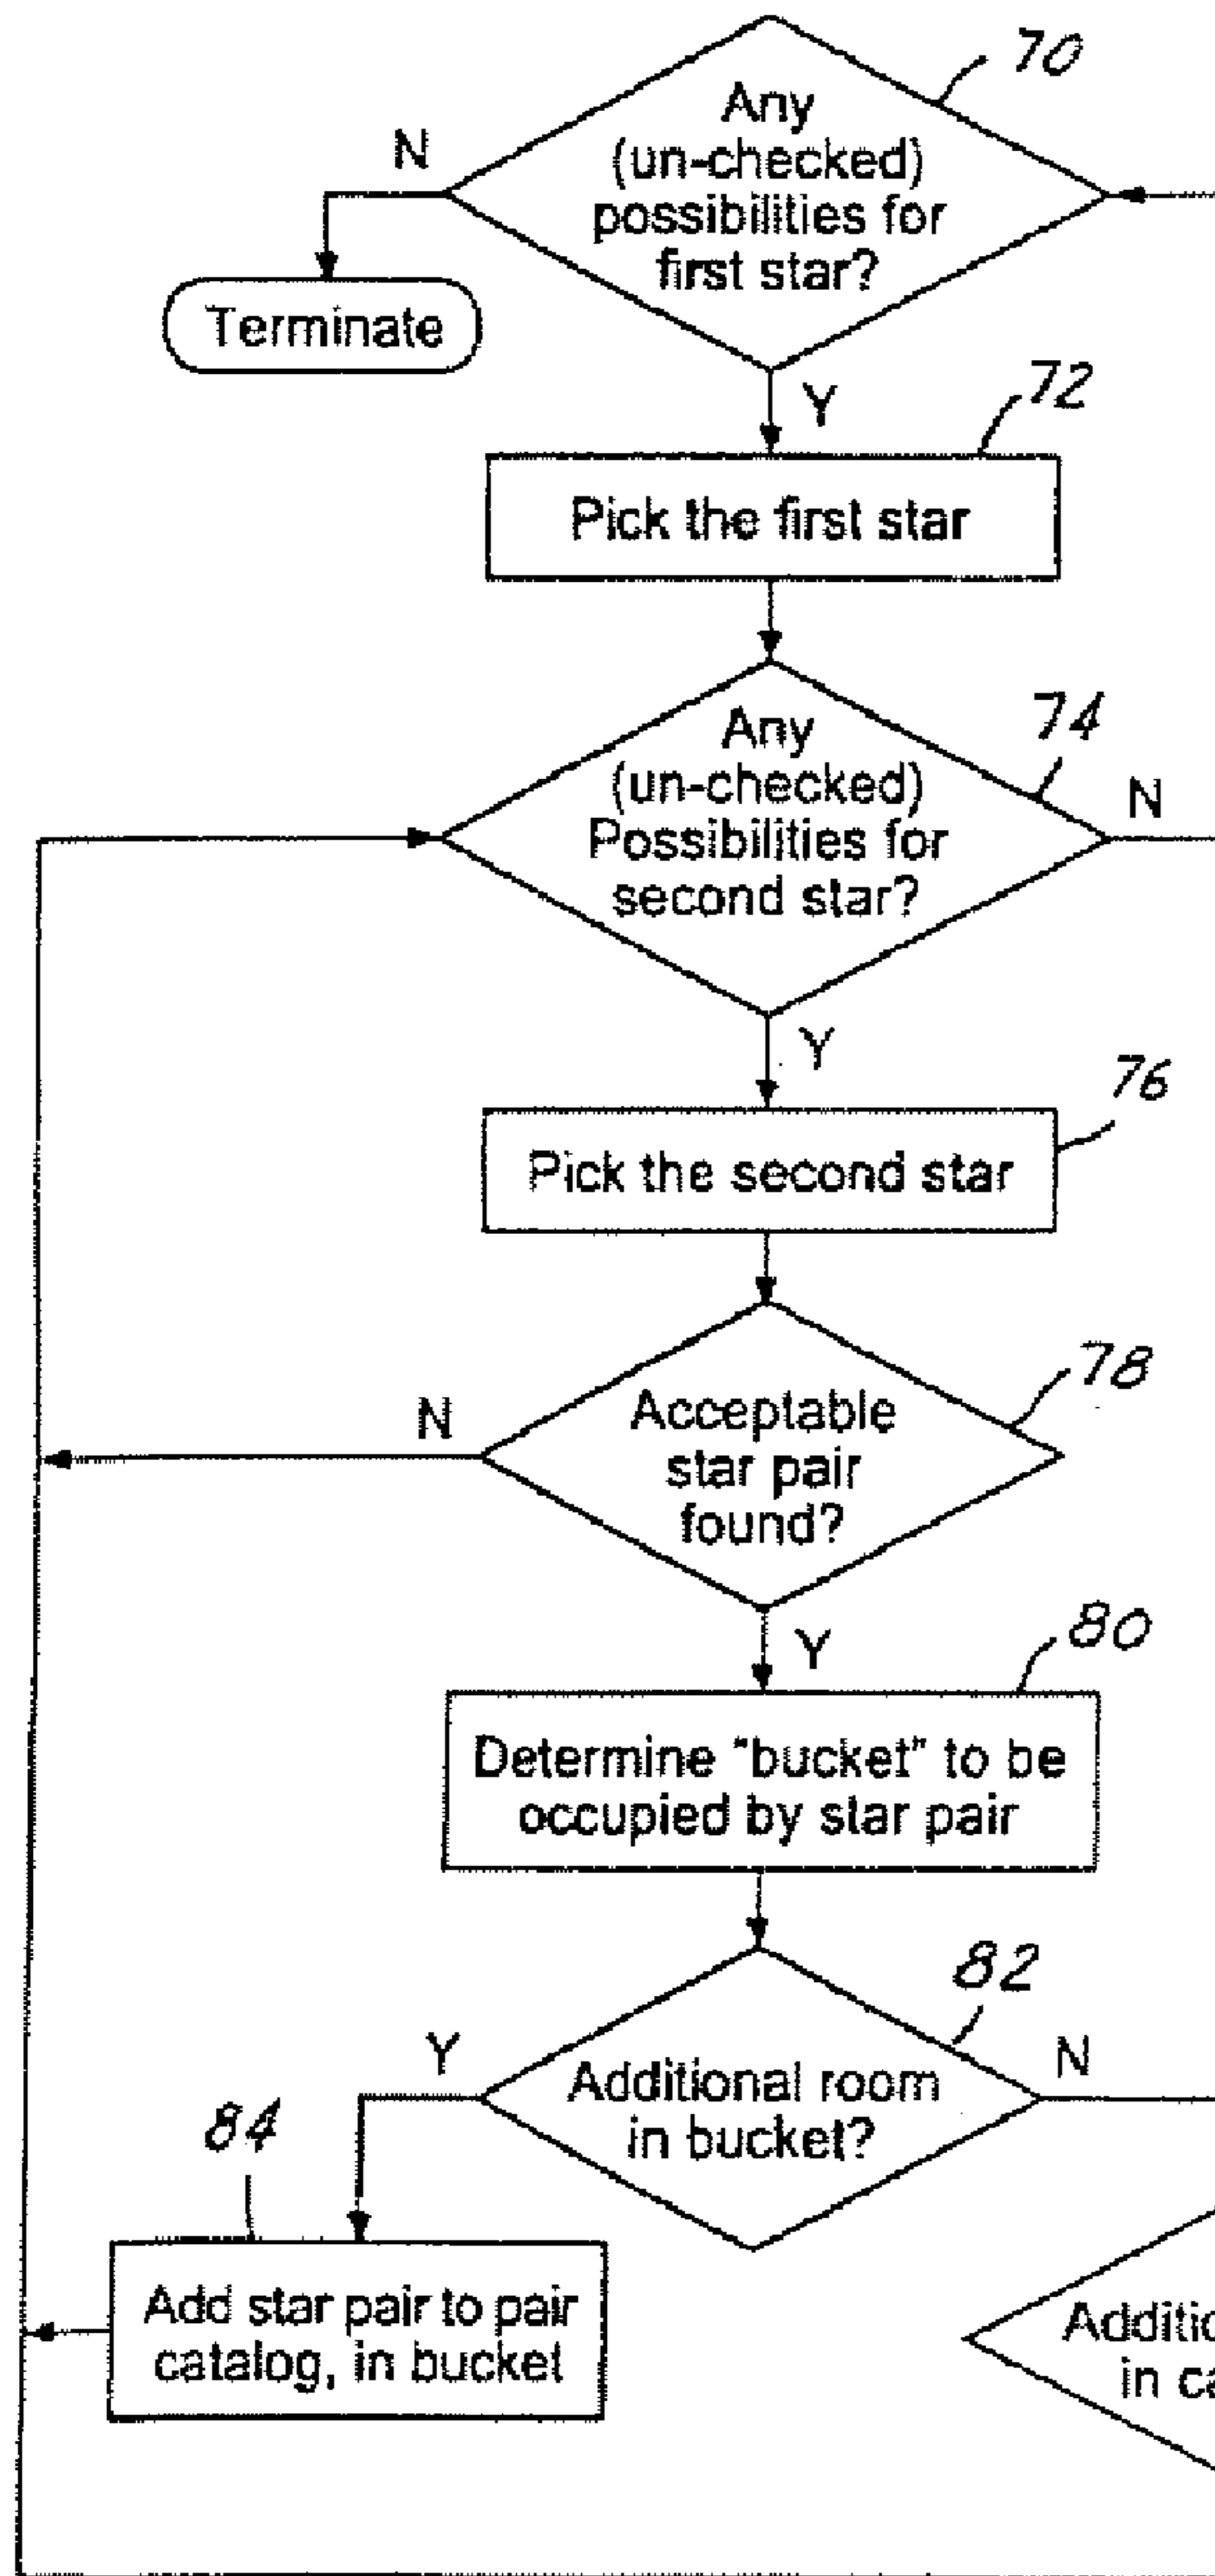 70
Any
(un-checked)
possibilities for
first star?
N
Terminate
Y
72
Pick the first star
74
Any
(un-checked)
Possibilities for
second star?
N
Y
76
Pick the second star
78
Acceptable
star pair
found?
N
Y
80
Determine "bucket" to be
occupied by star pair
82
Additional room
in bucket?
Y
N
84
Add star pair to pair
catalog, in bucket
in